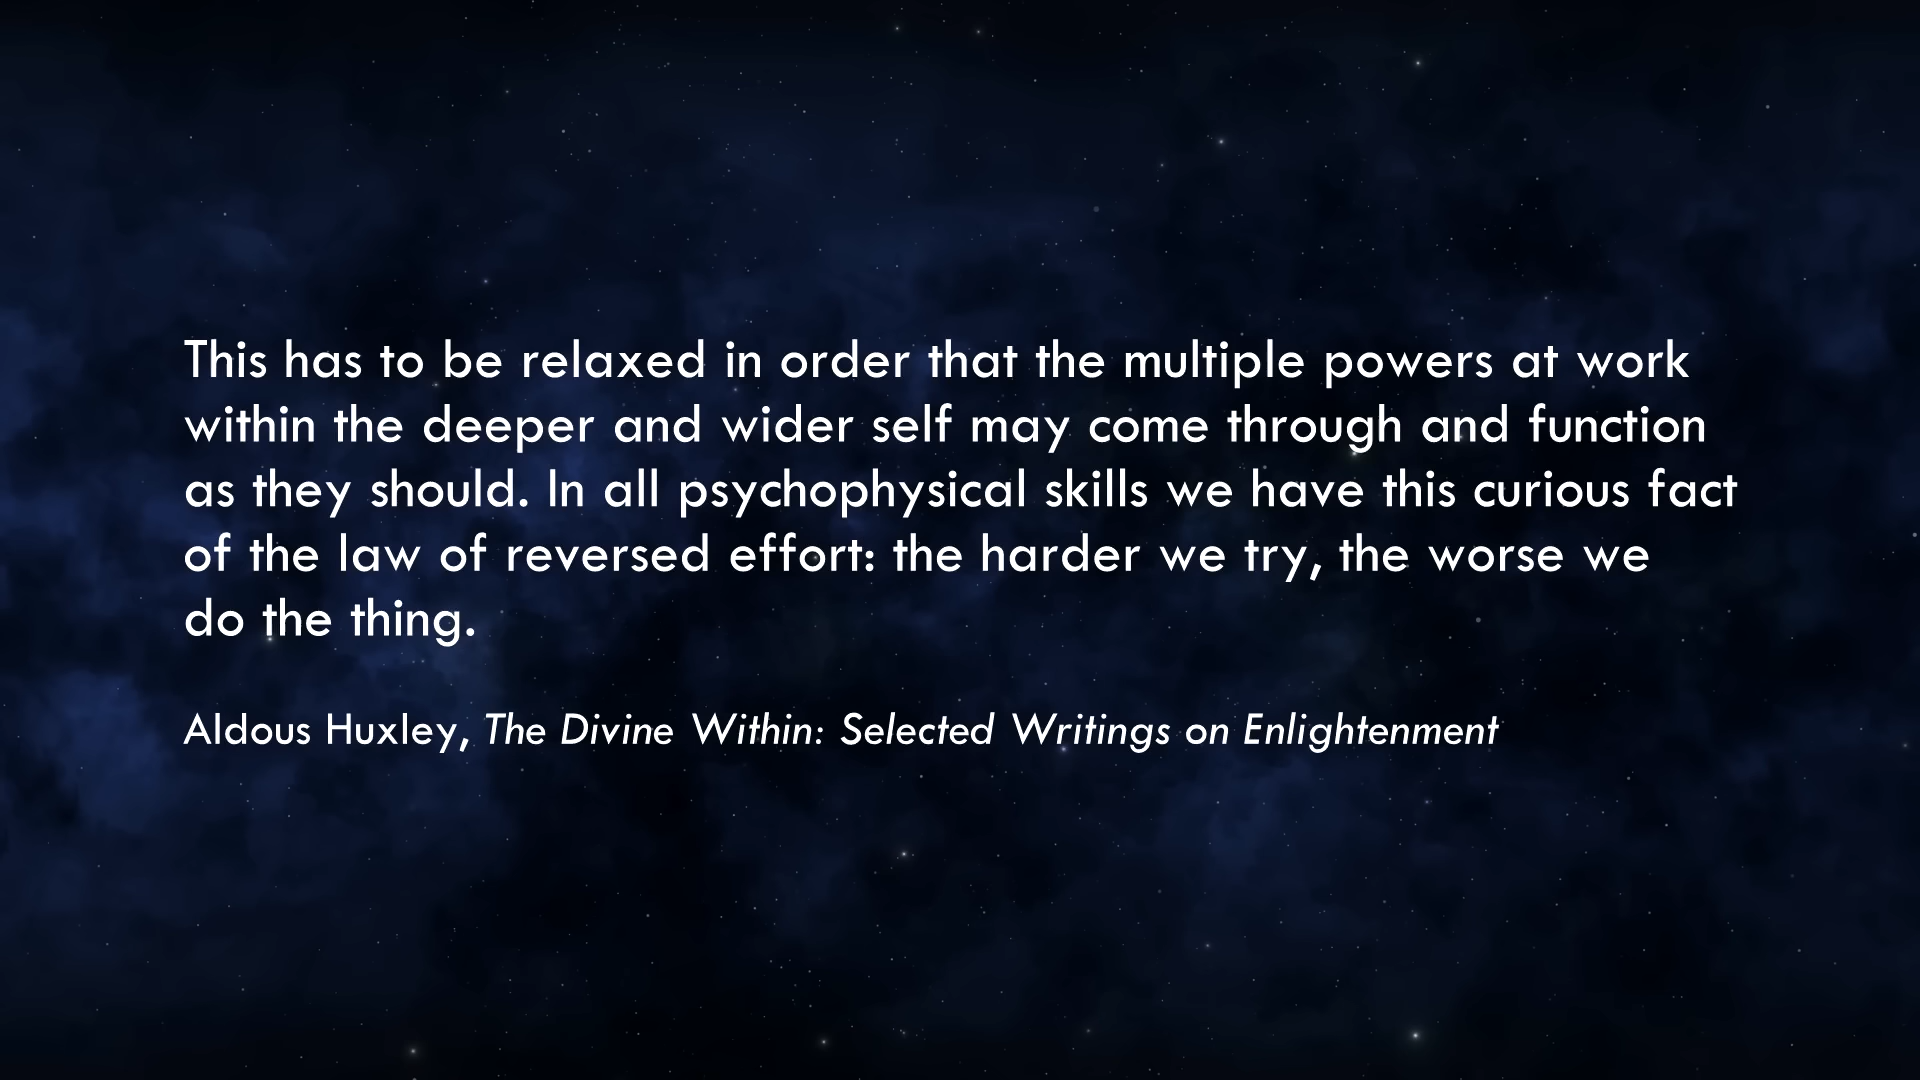 This has to be relaxed in order that the multiple powers at work
within the deeper and wider self may come through and function
as they should. In all psychophysical skills we have this curious fact
of the law of reversed effort: the harder we try, the worse we
do the thing.
Aldous Huxley, The Divine Within: Selected Writings on Enlightenment